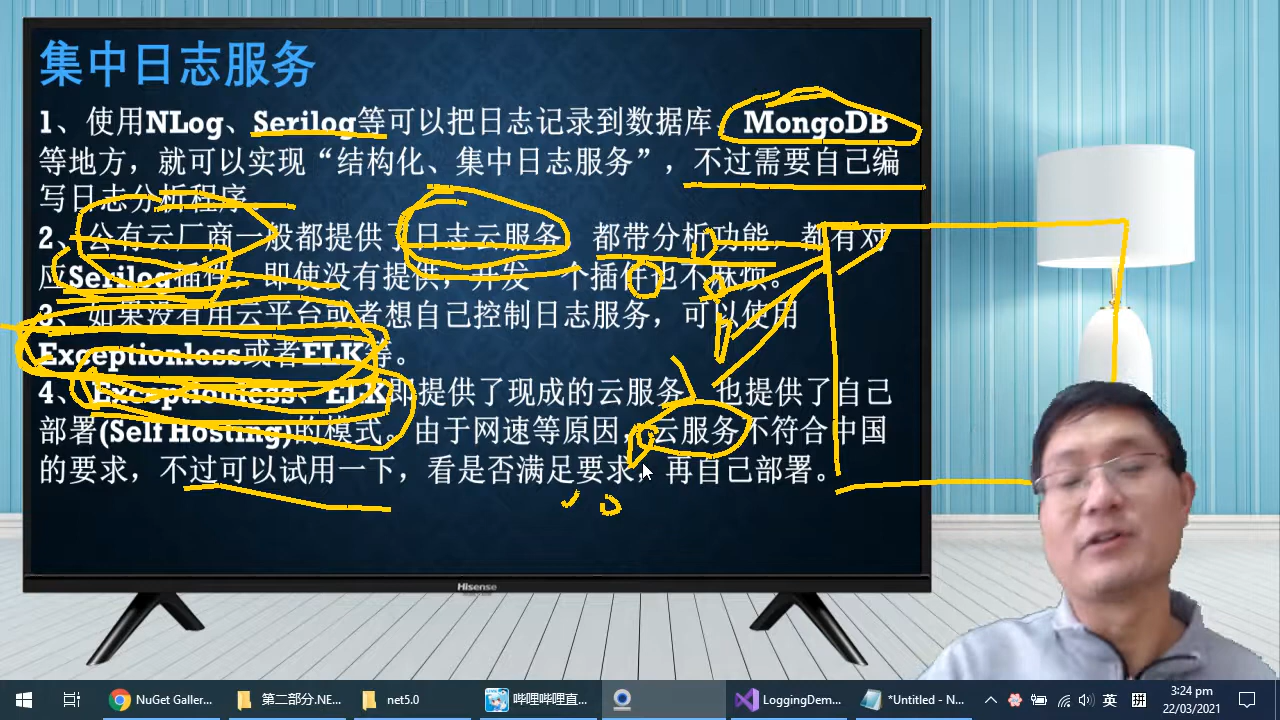 集中日志服务
1、使用NLog、Serilog等可以把日志记录到数据库、MongoDB
等地方，就可以实现“结构化、集中日志服务”，不过需要自己编
写日志分析程序。
2、公有云厂商一般都提供了日志云服务，都带分析功能，都有对
应Serilog插件，即使没有提供，开发一个插件也不麻烦。
3、如果没有用云平台或者想自己控制日志服务，可以使用
Exceptionless或者ELK等。
4、Exceptionless、ELK即提供了现成的云服务，也提供了自己
部署(Self Hosting)的模式。由于网速等原因，云服务不符合中国
的要求，不过可以试用一下，看是否满足要求，再自己部署。
Hisense
NuGet Galler...
第二部分.NE...
net5.0
哔哩哔哩直...
LoggingDem...
*Untitled - N...
英
拼
3:24 pm
22/03/2021